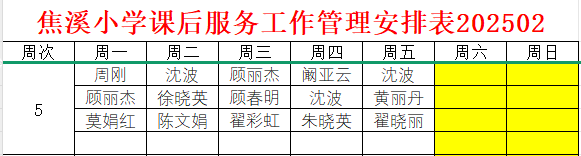 焦溪小学课后服务工作管理安排表202502
周次 周一 周二 周三 周四 周五 周六 周日
周刚 沈波 顾丽杰 阚亚云 沈波
5 顾丽杰 徐晓英 顾春明 沈波 黄丽丹
莫娟红 陈文娟 翟彩虹 朱晓英 翟晓丽